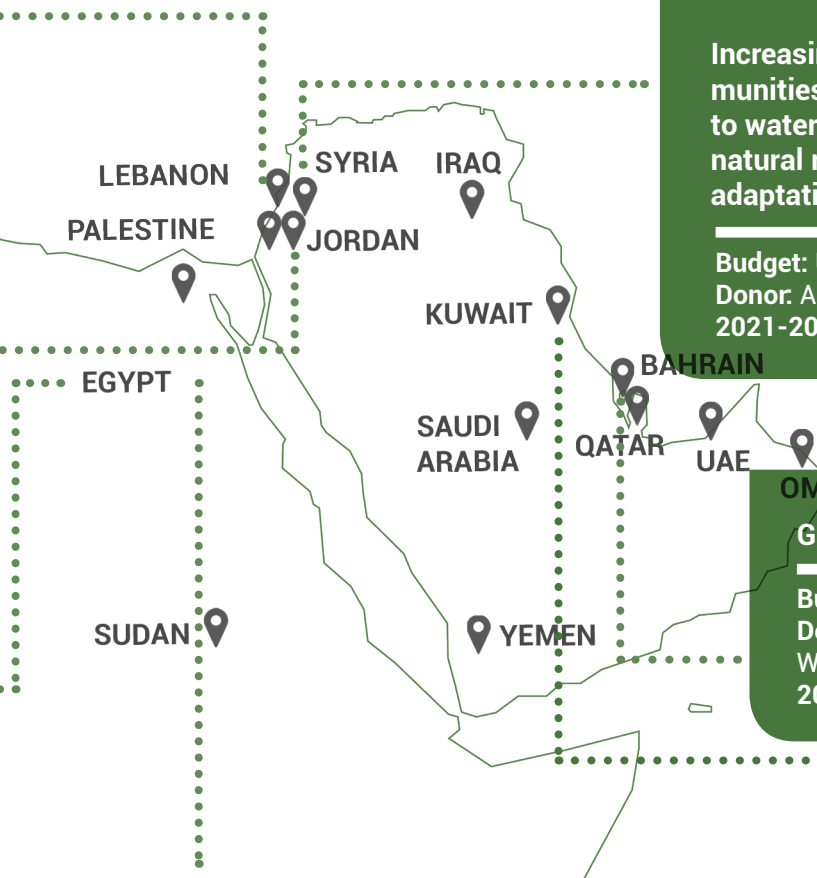 Increasi
munities
to water
natural r
adaptati
Budget:
Donor: A
2021-20
SYRIA
IRAQ
LEBANON
PALESTINE
JORDAN
KUWAIT
BAHRAIN
EGYPT
SAUDI
ARABIA
QATAR
UAE
OM
G
Bu
De
W
20
SUDAN
YEMEN